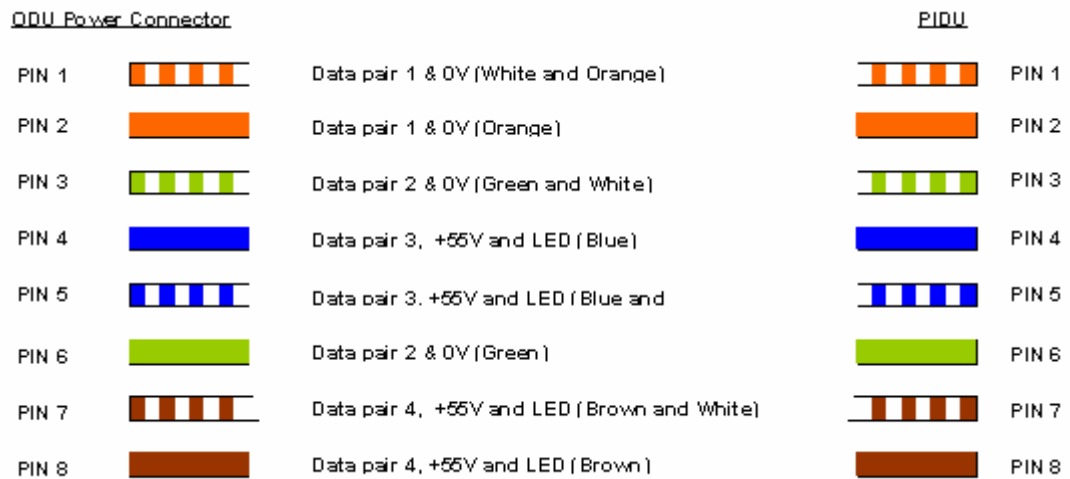 ODU Power Connector PIDU
PIN 1 Data pair 1 & 0V (White and Orange) PIN 1
PIN 2 Data pair 1 & 0V (Orange) PIN 2
PIN 3 Data pair 2 & 0V (Green and White) PIN 3
PIN 4 Data pair 3, +55V and LED (Blue) PIN 4
PIN 5 Data pair 3. +55V and LED (Blue and PIN 5
PIN 6 Data pair 2 & 0V (Green) PIN 6
PIN 7 Data pair 4, +55V and LED (Brown and White) PIN 7
PIN 8 Data pair 4, +55V and LED (Brown) PIN 8